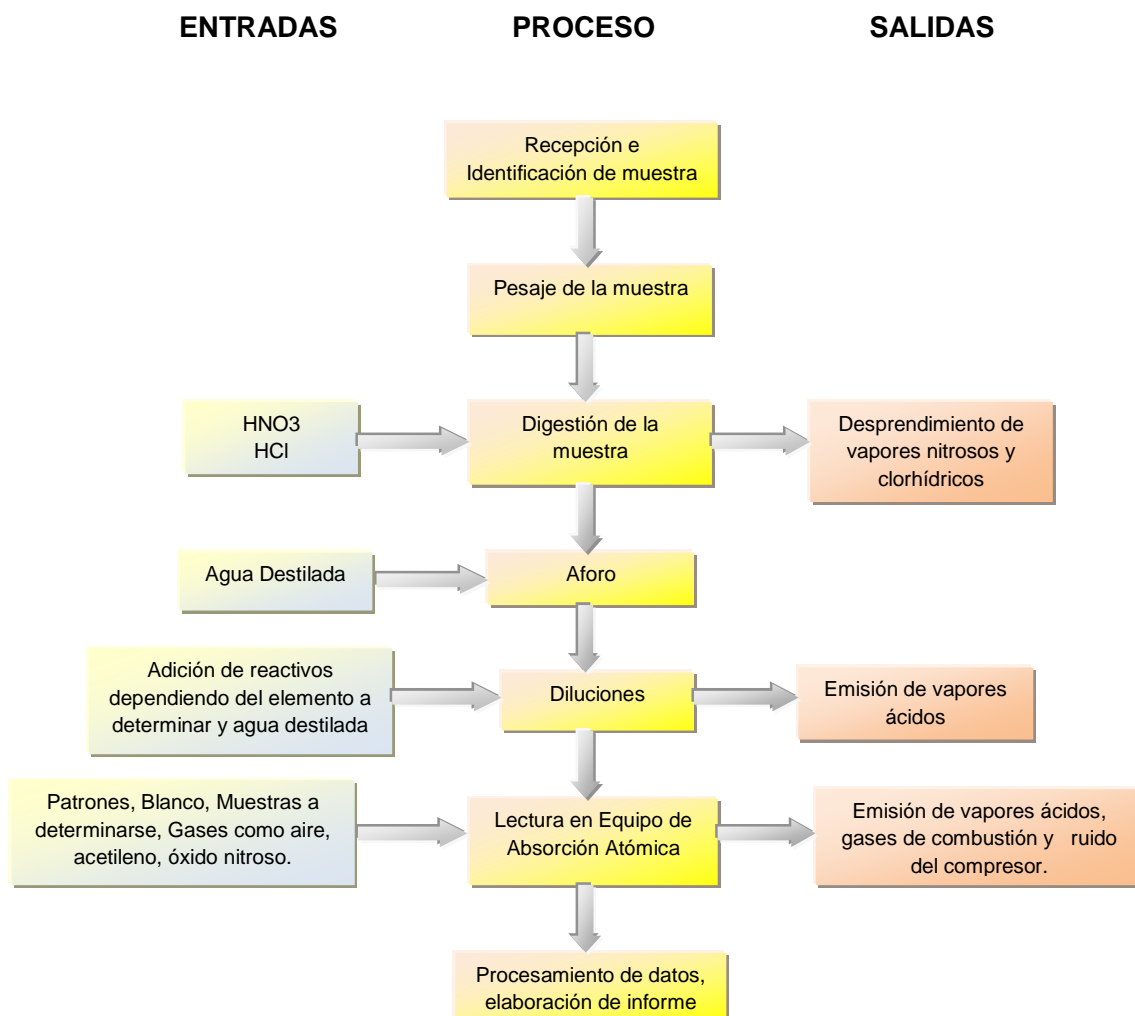 ENTRADAS PROCESO SALIDAS
Recepción e
Identificación de muestra
Pesaje de la muestra
HNO3
HCl
Digestión de la
muestra
Desprendimiento de
vapores nitrosos y
clorhídricos
Agua Destilada
Aforo
Adición de reactivos
dependiendo del elemento a
determinar y agua destilada
Diluciones
Emisión de vapores
ácidos
Patrones, Blanco, Muestras a
determinarse, Gases como aire,
acetileno, óxido nitroso.
Lectura en Equipo de
Absorción Atómica
Emisión de vapores ácidos,
gases de combustión y ruido
del compresor.
Procesamiento de datos,
elaboración de informe